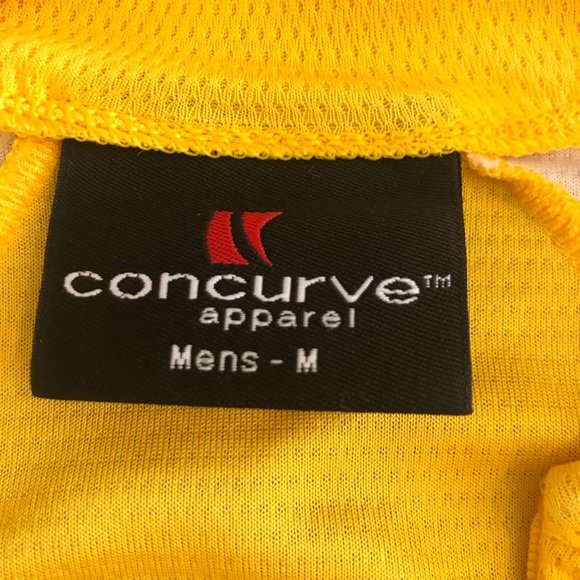 concurve™
apparel
Mens - M